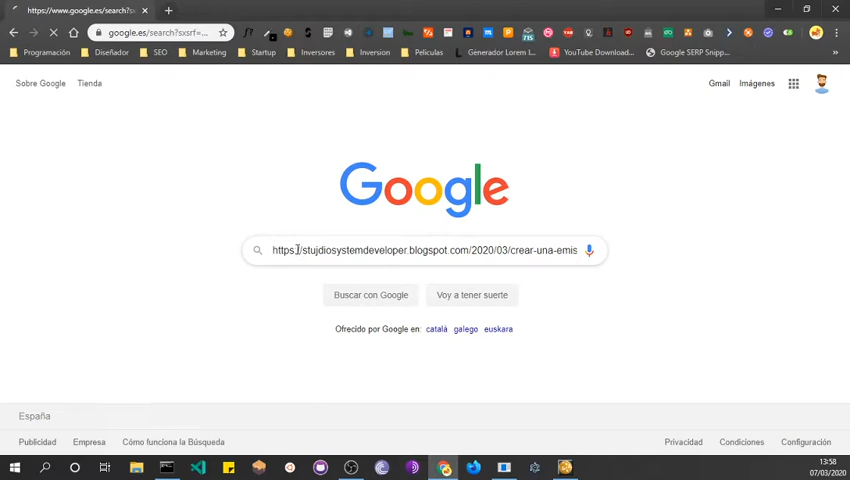 https://www.google.es/search?s
google.es/search?sxsrf=...
Programación
Diseñador
SEO
Marketing
Startup
Inversores
Inversion
Peliculas
Generador Lorem I...
YouTube Download...
Google SERP Snipp...
Sobre Google
Tienda
Gmail
Imágenes
Google
https://stujdiosystemdeveloper.blogspot.com/2020/03/crear-una-emis
Buscar con Google
Voy a tener suerte
Ofrecido por Google en: català galego euskara
España
Publicidad
Empresa
Cómo funciona la Búsqueda
Privacidad
Condiciones
Configuración
13:58
07/03/2020